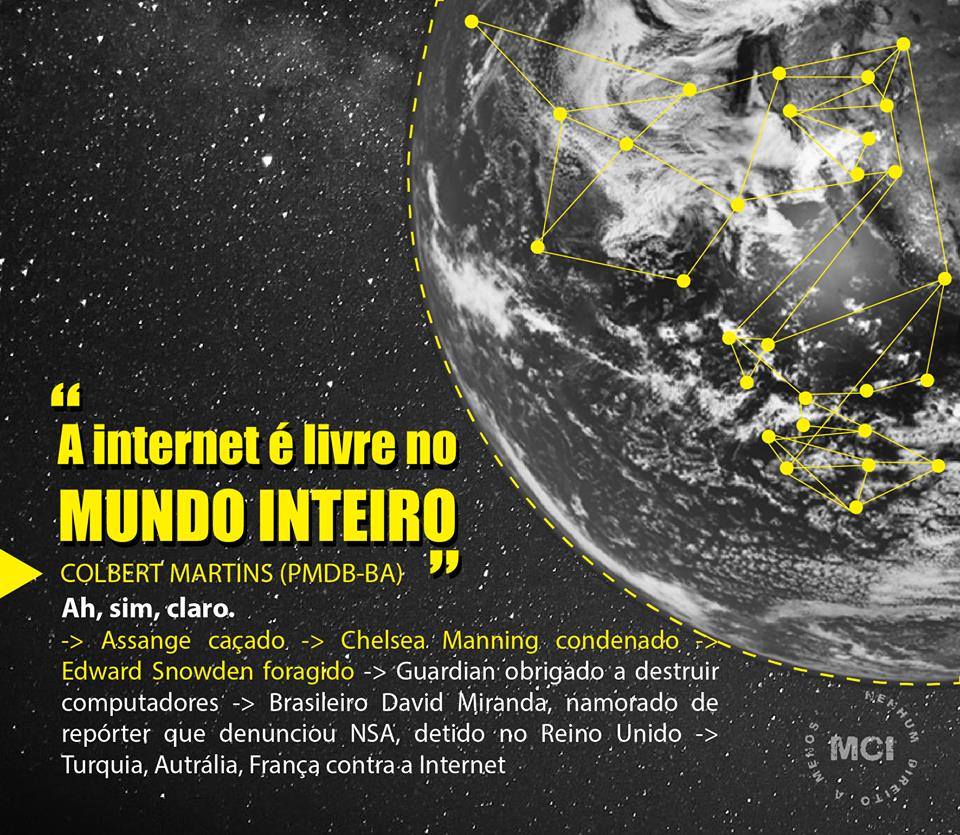 “
A internet é livre no
MUNDO INTEIRO
”
COLBERT MARTINS (PMDB-BA)
Ah, sim, claro.
-> Assange caçado -> Chelsea Manning condenado ->
Edward Snowden foragido -> Guardian obrigado a destruir
computadores -> Brasileiro David Miranda, namorado de
repórter que denunciou NSA, detido no Reino Unido ->
Turquia, Autrália, França contra a Internet
MCI
NENHUM DIREITO A MENOS